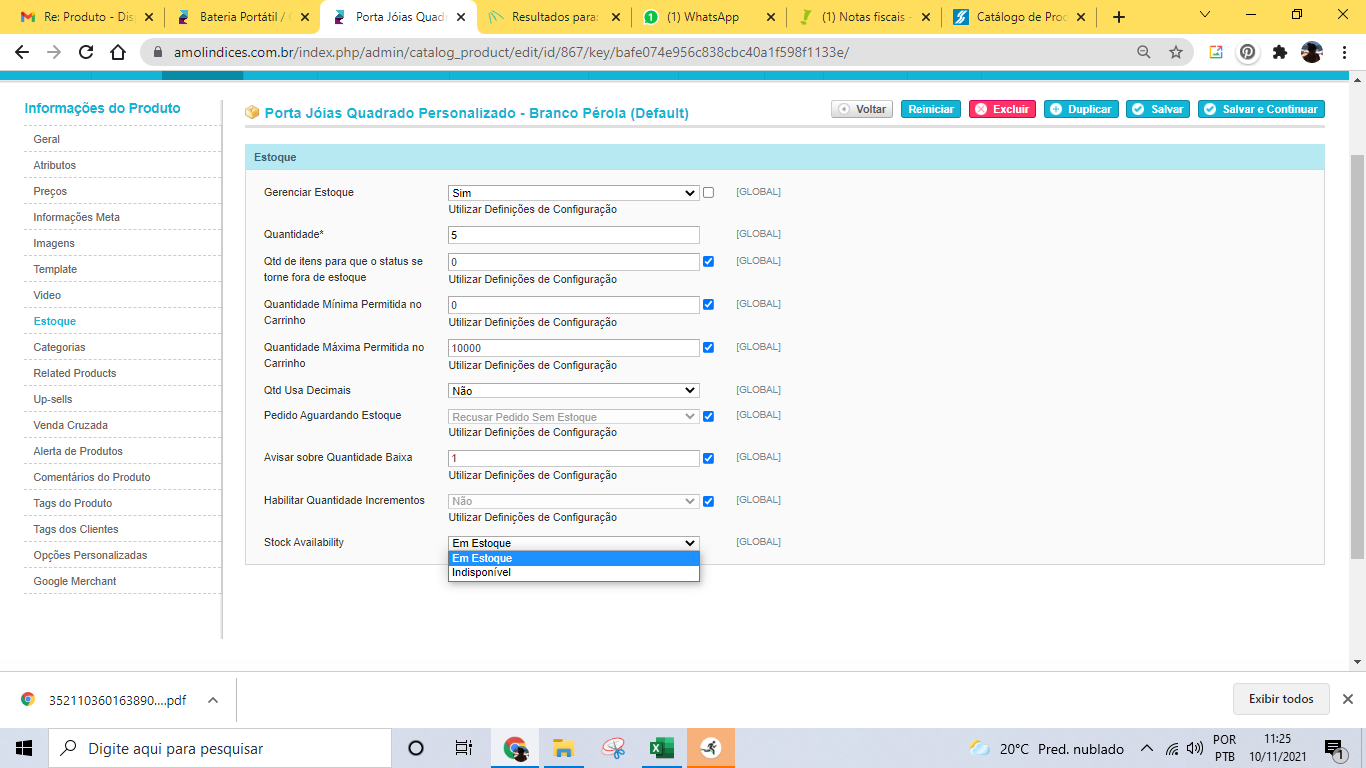 Re: Produto - Disp
Bateria Portátil / C
Porta Jóias Quadr
Resultados para:
(1) WhatsApp
(1) Notas fiscais -
Catálogo de Proc
amolindices.com.br/index.php/admin/catalog_product/edit/id/867/key/bafe074e956c838cbc40a1f598f1133e/
Informações do Produto
Geral
Atributos
Preços
Informações Meta
Imagens
Template
Video
Estoque
Categorias
Related Products
Up-sells
Venda Cruzada
Alerta de Produtos
Comentários do Produto
Tags do Produto
Tags dos Clientes
Opções Personalizadas
Google Merchant
Porta Jóias Quadrado Personalizado - Branco Pérola (Default)
Voltar
Reiniciar
Excluir
Duplicar
Salvar
Salvar e Continuar
Estoque
Gerenciar Estoque
Sim
[GLOBAL]
Utilizar Definições de Configuração
Quantidade*
5
[GLOBAL]
Qtd de itens para que o status se
torne fora de estoque
0
[GLOBAL]
Utilizar Definições de Configuração
Quantidade Mínima Permitida no
Carrinho
0
[GLOBAL]
Utilizar Definições de Configuração
Quantidade Máxima Permitida no
Carrinho
10000
[GLOBAL]
Utilizar Definições de Configuração
Qtd Usa Decimais
Não
[GLOBAL]
Pedido Aguardando Estoque
Recusar Pedido Sem Estoque
[GLOBAL]
Utilizar Definições de Configuração
Avisar sobre Quantidade Baixa
1
[GLOBAL]
Utilizar Definições de Configuração
Habilitar Quantidade Incrementos
Não
[GLOBAL]
Utilizar Definições de Configuração
Stock Availability
Em Estoque
[GLOBAL]
Em Estoque
Indisponível
352110360163890....pdf
Exibir todos
Digite aqui para pesquisar
20°C Pred. nublado
POR
PTB
11:25
10/11/2021
1